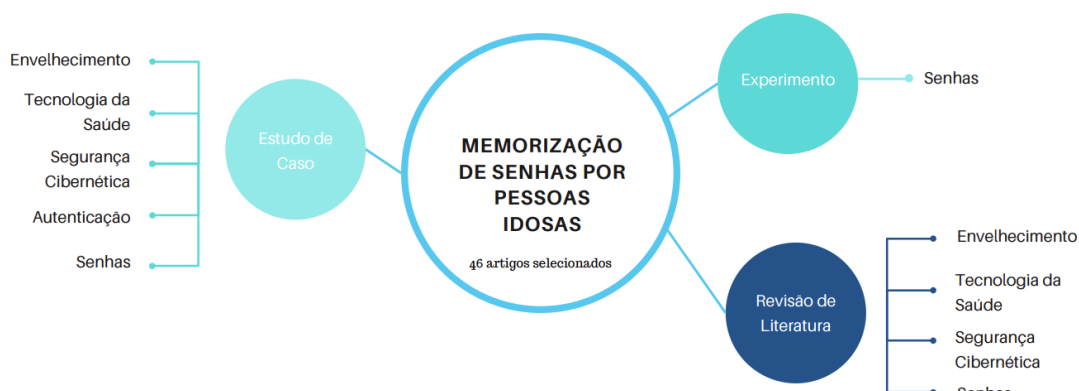 Envelhecimento
Tecnologia da
Saúde
Segurança
Cibernética
Autenticação
Senhas
Estudo de
Caso
MEMORIZAÇÃO
DE SENHAS POR
PESSOAS
IDOSAS
46 artigos selecionados
Experimento
Senhas
Revisão de
Literatura
Envelhecimento
Tecnologia da
Saúde
Segurança
Cibernética